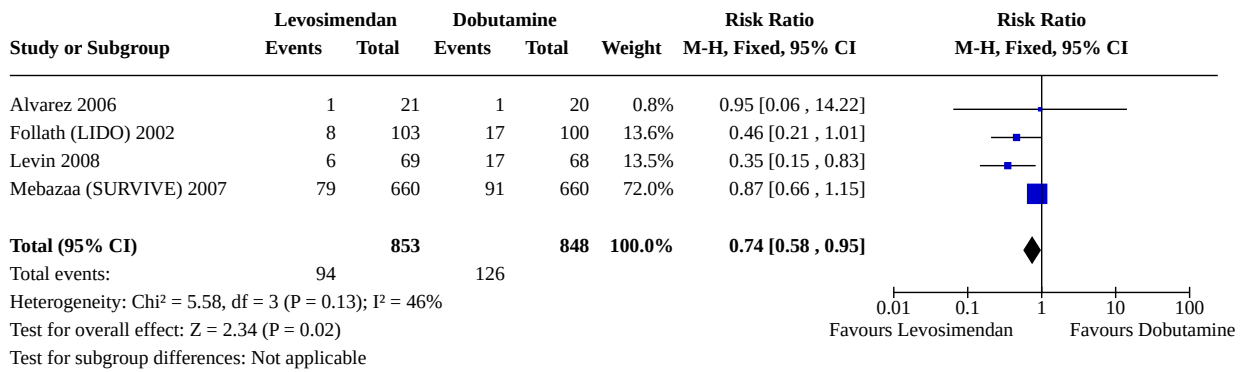 Levosimendan Dobutamine Risk Ratio Risk Ratio
Study or Subgroup Events Total Events Total Weight M-H, Fixed, 95% CI M-H, Fixed, 95% CI
Alvarez 2006 1 21 1 20 0.8% 0.95 [0.06 , 14.22]
Follath (LIDO) 2002 8 103 17 100 13.6% 0.46 [0.21 , 1.01]
Levin 2008 6 69 17 68 13.5% 0.35 [0.15 , 0.83]
Mebazaa (SURVIVE) 2007 79 660 91 660 72.0% 0.87 [0.66 , 1.15]
Total (95% CI) 853 848 100.0% 0.74 [0.58 , 0.95]
Total events: 94 126
Heterogeneity: Chi² = 5.58, df = 3 (P = 0.13); I² = 46%
Test for overall effect: Z = 2.34 (P = 0.02)
Test for subgroup differences: Not applicable
0.01 0.1 1 10 100
Favours Levosimendan Favours Dobutamine